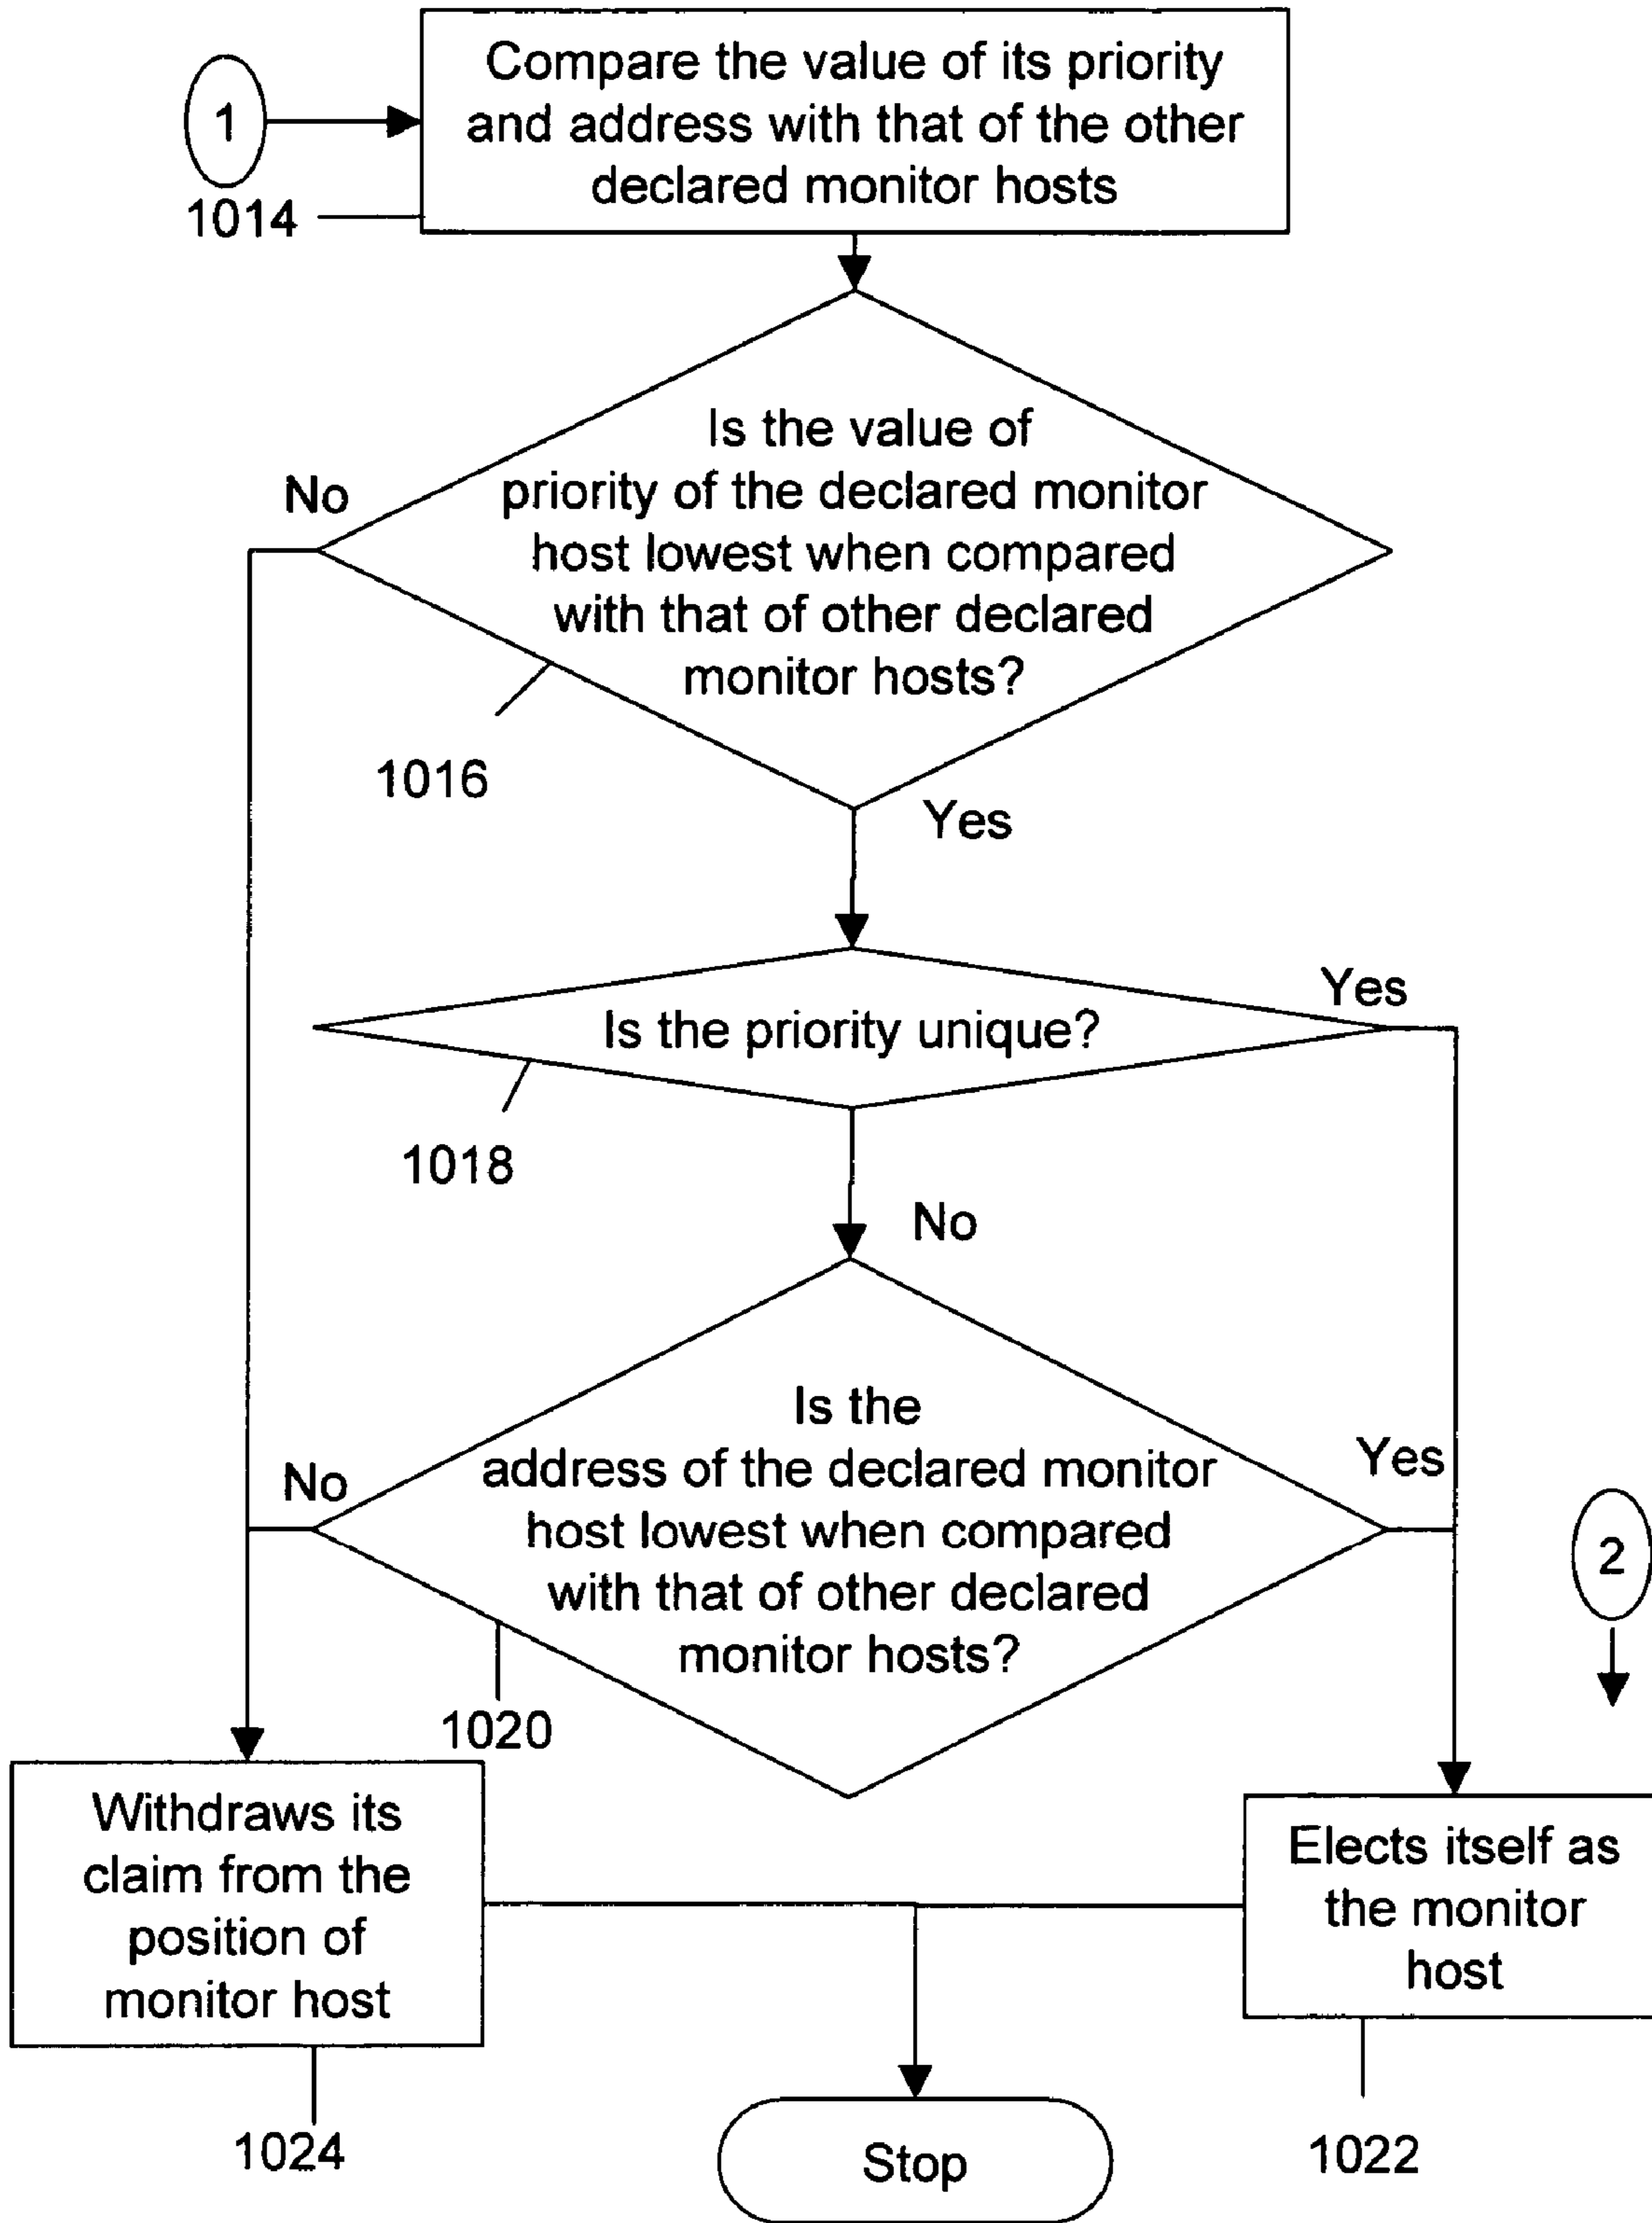 Compare the value of its priority
and address with that of the other
declared monitor hosts
1
1014
Is the value of
priority of the declared monitor
host lowest when compared
with that of other declared
monitor hosts?
No
1016
Yes
Is the priority unique?
Yes
1018
No
Is the
address of the declared monitor
host lowest when compared
with that of other declared
monitor hosts?
No
Yes
2
1020
Withdraws its
claim from the
position of
monitor host
Elects itself as
the monitor
host
1024
Stop
1022